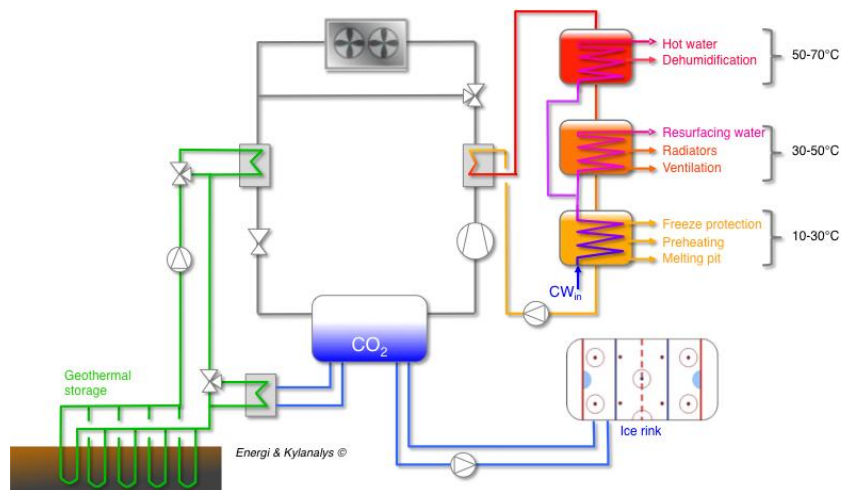 Hot water
Dehumidification
50-70°C
Resurfacing water
Radiators
Ventilation
30-50°C
Freeze protection
Preheating
Melting pit
10-30°C
CWin
CO2
Geothermal
storage
Energi & Kylanalys ©
Ice rink